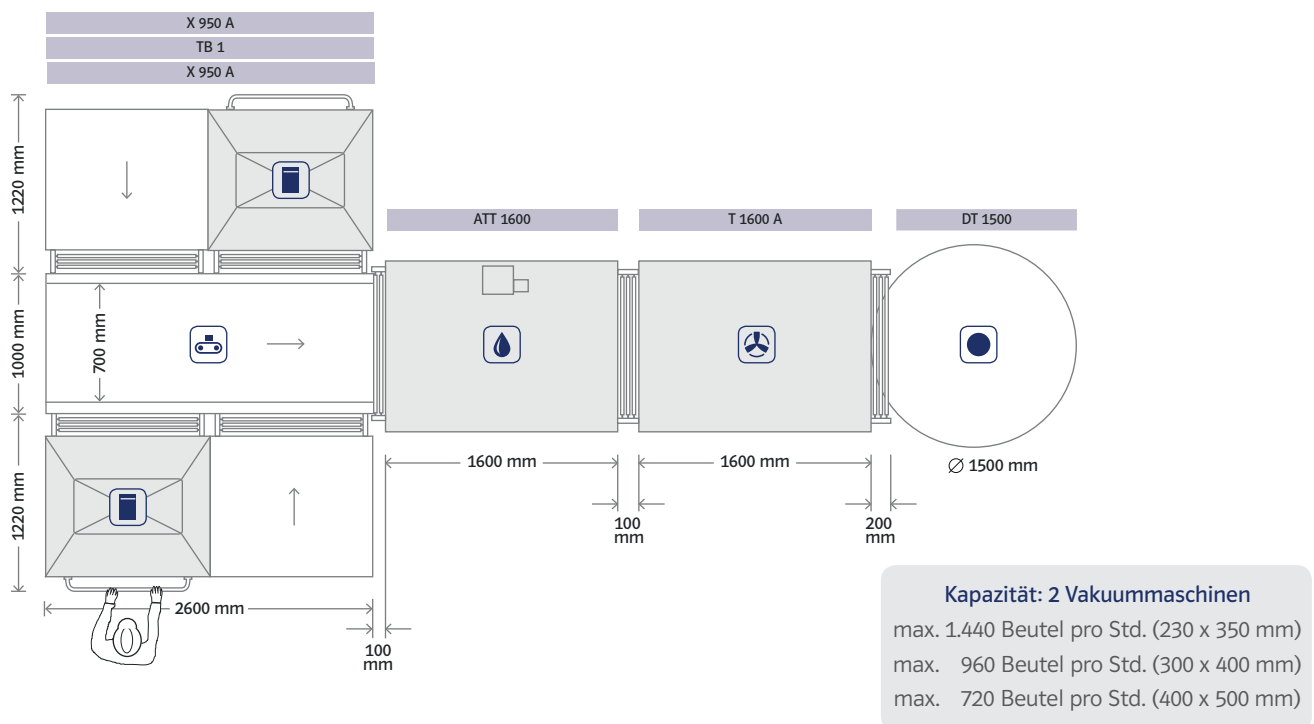 X 950 A
TB 1
X 950 A
1220 mm
1000 mm
1220 mm
700 mm
ATT 1600
T 1600 A
DT 1500
1600 mm
1600 mm
Ø 1500 mm
100
mm
200
mm
2600 mm
100
mm
Kapazität: 2 Vakuummaschinen
max. 1.440 Beutel pro Std. (230 x 350 mm)
max. 960 Beutel pro Std. (300 x 400 mm)
max. 720 Beutel pro Std. (400 x 500 mm)